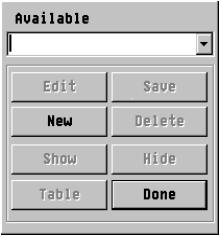 Available
Edit Save
New Delete
Show Hide
Table Done